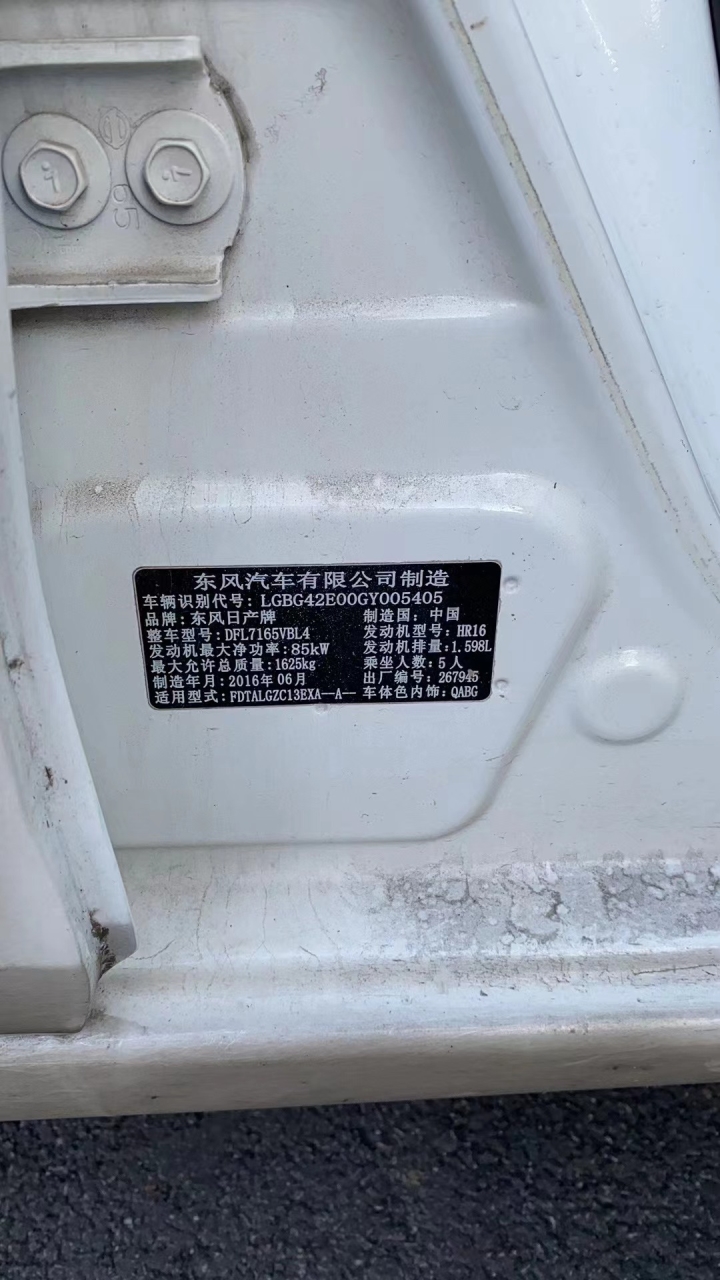 65
东风汽车有限公司制造
车辆识别代号: LGBG42E00GY005405
品牌: 东风日产牌 制造国: 中国
整车型号: DFL7165VBL4 发动机型号: HR16
发动机最大净功率: 85kW 发动机排量: 1.598L
最大允许总质量: 1625kg 乘坐人数: 5人
制造年月: 2016年06月 出厂编号: 267945
适用型式: FDTALGZC13EXA—A— 车体色内饰: QABG